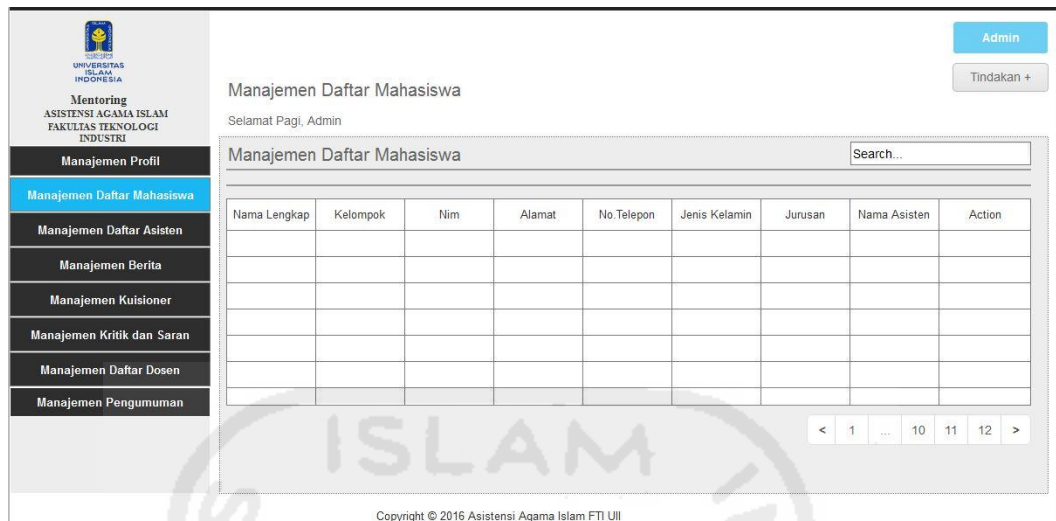 UNIVERSITAS
ISLAM
INDONESIA
Mentoring
ASISTENSI AGAMA ISLAM
FAKULTAS TEKNOLOGI
INDUSTRI
Manajemen Profil
Manajemen Daftar Mahasiswa
Manajemen Daftar Asisten
Manajemen Berita
Manajemen Kuisioner
Manajemen Kritik dan Saran
Manajemen Daftar Dosen
Manajemen Pengumuman
Admin
Tindakan +
Manajemen Daftar Mahasiswa
Selamat Pagi, Admin
Manajemen Daftar Mahasiswa
Search...
Nama Lengkap Kelompok Nim Alamat No.Telepon Jenis Kelamin Jurusan Nama Asisten Action
< 1 ... 10 11 12 >
ISLAM
Copyright © 2016 Asistensi Agama Islam FTI UII